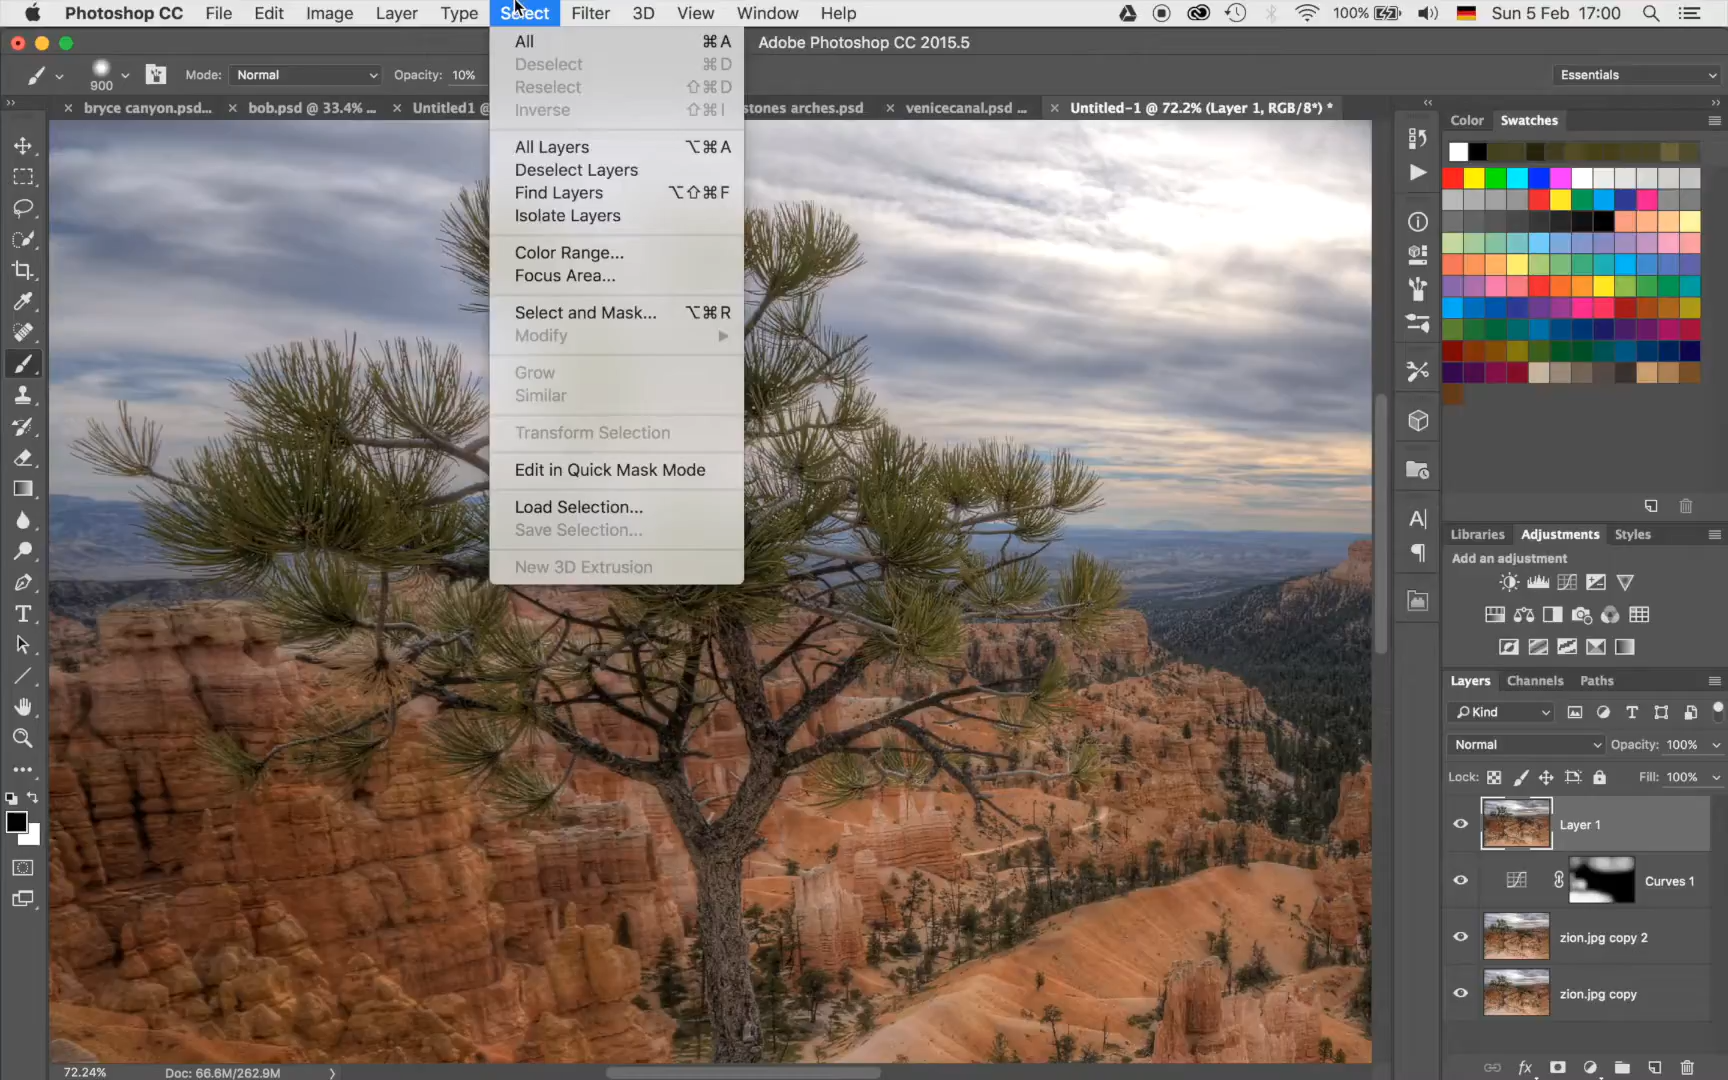 Photoshop CC File Edit Image Layer Type Select Filter 3D View Window Help 100% Sun 5 Feb 17:00
Adobe Photoshop CC 2015.5
900 Mode: Normal Opacity: 10% Essentials
bryce canyon.psd... bob.psd @ 33.4% ... Untitled1 @ stones arches.psd venicecanal.psd ... Untitled-1 @ 72.2% (Layer 1, RGB/8*) *
All ⌘A
Deselect ⌘D
Reselect ⇧⌘D
Inverse ⇧⌘I
All Layers ⌥⌘A
Deselect Layers
Find Layers ⌥⇧⌘F
Isolate Layers
Color Range...
Focus Area...
Select and Mask... ⌥⌘R
Modify
Grow
Similar
Transform Selection
Edit in Quick Mask Mode
Load Selection...
Save Selection...
New 3D Extrusion
Color Swatches
Libraries Adjustments Styles
Add an adjustment
Layers Channels Paths
Kind
Normal Opacity: 100%
Lock: Fill: 100%
Layer 1
Curves 1
zion.jpg copy 2
zion.jpg copy
72.24% Doc: 66.6M/262.9M